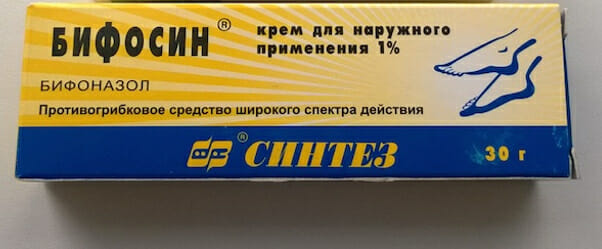 БИФОСИН®
крем для наружного
применения 1%
БИФОНАЗОЛ
Противогрибковое средство широкого спектра действия
® СИНТЕЗ
30 г